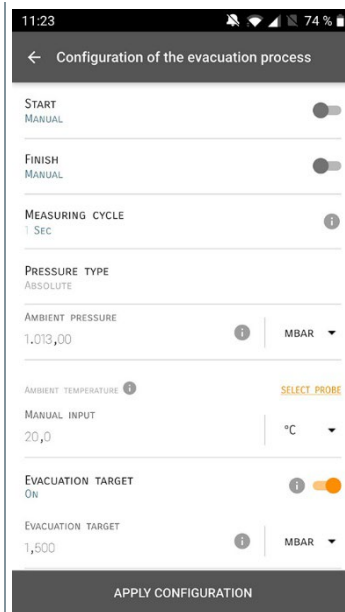 11:23
74 %
Configuration of the evacuation process
START
MANUAL
FINISH
MANUAL
MEASURING CYCLE
1 SEC
PRESSURE TYPE
ABSOLUTE
AMBIENT PRESSURE
1.013,00
MBAR
AMBIENT TEMPERATURE
SELECT PROBE
MANUAL INPUT
20,0
°C
EVACUATION TARGET
ON
EVACUATION TARGET
1,500
MBAR
APPLY CONFIGURATION